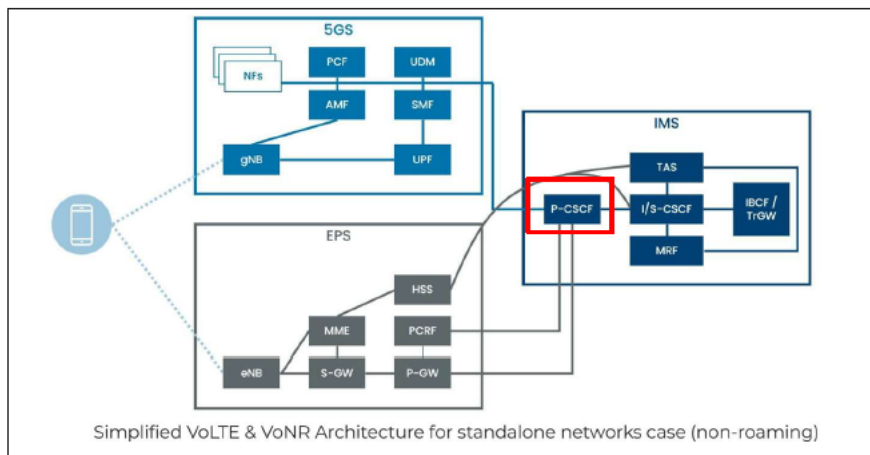 5GS
PCF
UDM
NFs
AMF
SMF
gNB
UPF
IMS
TAS
P-CSCF
I/S-CSCF
IBCF /
TrGW
MRF
EPS
HSS
MME
PCRF
eNB
S-GW
P-GW
Simplified VoLTE & VoNR Architecture for standalone networks case (non-roaming)